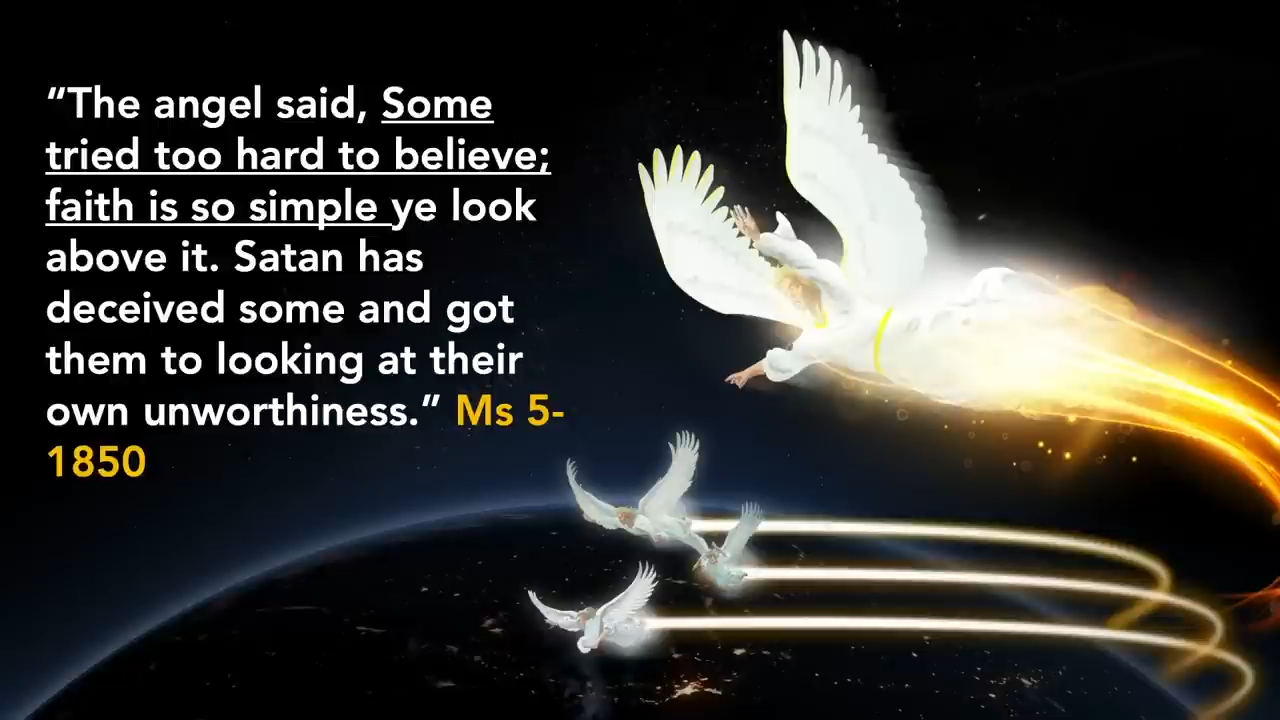 “The angel said, Some
tried too hard to believe;
faith is so simple ye look
above it. Satan has
deceived some and got
them to looking at their
own unworthiness.” Ms 5-
1850